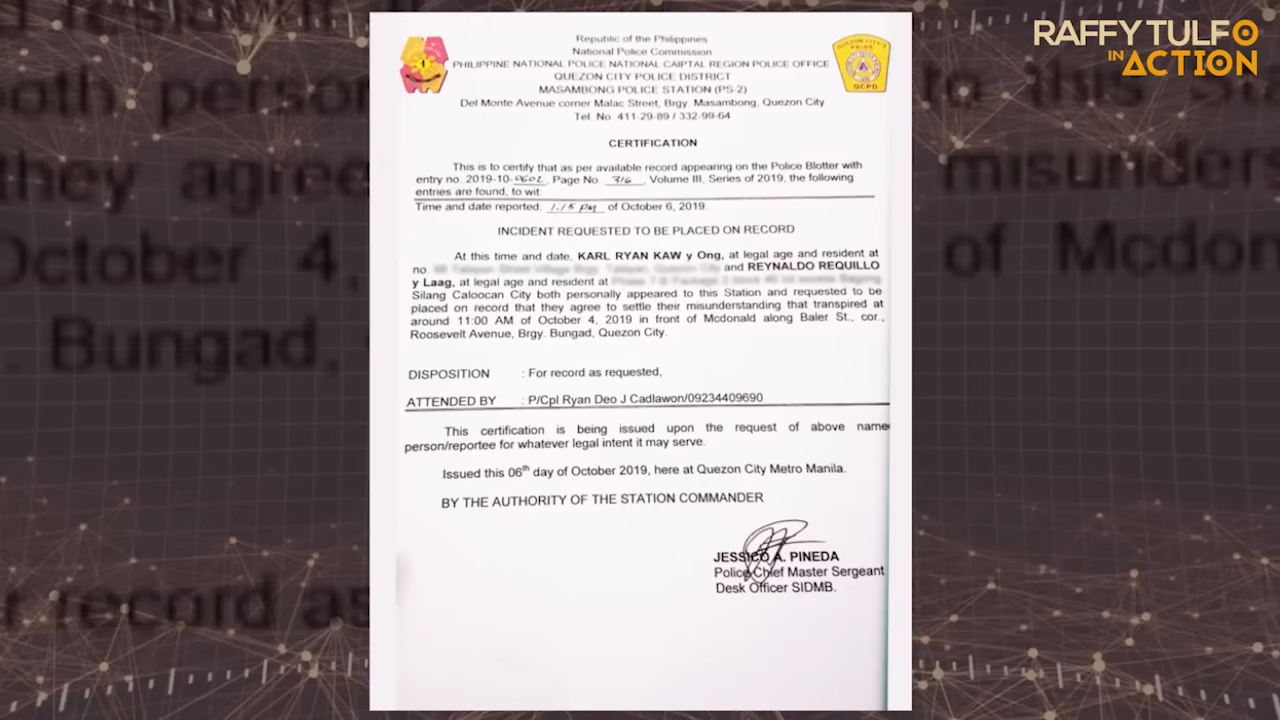 RAFFY TULFO
IN ACTION
Republic of the Philippines
National Police Commission
PHILIPPINE NATIONAL POLICE NATIONAL CAIPTAL REGION POLICE OFFICE
QUEZON CITY POLICE DISTRICT
MASAMBONG POLICE STATION (PS-2)
Del Monte Avenue corner Malac Street, Brgy. Masambong, Quezon City
Tel. No. 411-29-89 / 332-99-64
QUEZON CITY'S
PRIDE
QCPD
CERTIFICATION
This is to certify that as per available record appearing on the Police Blotter with
entry no. 2019-10-0602, Page No. 316, Volume III, Series of 2019, the following
entries are found, to wit:
Time and date reported: 1:15 pm of October 6, 2019.
INCIDENT REQUESTED TO BE PLACED ON RECORD
At this time and date, KARL RYAN KAW y Ong, at legal age and resident at
no. and REYNALDO REQUILLO
y Laag, at legal age and resident at
Silang Caloocan City both personally appeared to this Station and requested to be
placed on record that they agree to settle their misunderstanding that transpired at
around 11:00 AM of October 4, 2019 in front of Mcdonald along Baler St., cor.,
Roosevelt Avenue, Brgy. Bungad, Quezon City.
DISPOSITION : For record as requested,
ATTENDED BY : P/Cpl Ryan Deo J Cadlawon/09234409690
This certification is being issued upon the request of above name
person/reportee for whatever legal intent it may serve.
Issued this 06th day of October 2019, here at Quezon City Metro Manila.
BY THE AUTHORITY OF THE STATION COMMANDER
JESSICO A. PINEDA
Police Chief Master Sergeant
Desk Officer SIDMB.